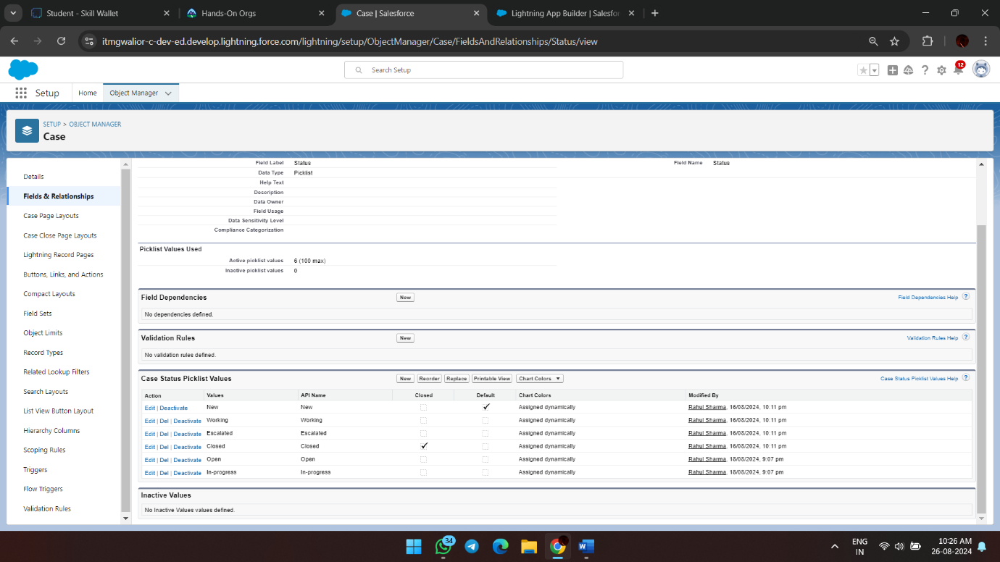 Student - Skill Wallet
Hands-On Orgs
Case | Salesforce
Lightning App Builder | Salesfor
itmgwalior-c-dev-ed.develop.lightning.force.com/lightning/setup/ObjectManager/Case/FieldsAndRelationships/Status/view
Search Setup
12
Setup Home Object Manager
SETUP > OBJECT MANAGER
Case
Details
Fields & Relationships
Case Page Layouts
Case Close Page Layouts
Lightning Record Pages
Buttons, Links, and Actions
Compact Layouts
Field Sets
Object Limits
Record Types
Related Lookup Filters
Search Layouts
List View Button Layout
Hierarchy Columns
Scoping Rules
Triggers
Flow Triggers
Validation Rules
Field Label Status Field Name Status
Data Type Picklist
Help Text
Description
Data Owner
Field Usage
Data Sensitivity Level
Compliance Categorization
Picklist Values Used
Active picklist values 6 (100 max)
Inactive picklist values 0
Field Dependencies New Field Dependencies Help ?
No dependencies defined.
Validation Rules New Validation Rules Help ?
No validation rules defined.
Case Status Picklist Values New Reorder Replace Printable View Chart Colors Case Status Picklist Values Help ?
Action Values API Name Closed Default Chart Colors Modified By
Edit | Deactivate New New Assigned dynamically Rahul Sharma, 16/08/2024, 10:11 pm
Edit | Del | Deactivate Working Working Assigned dynamically Rahul Sharma, 16/08/2024, 10:11 pm
Edit | Del | Deactivate Escalated Escalated Assigned dynamically Rahul Sharma, 16/08/2024, 10:11 pm
Edit | Del | Deactivate Closed Closed Assigned dynamically Rahul Sharma, 16/08/2024, 10:11 pm
Edit | Del | Deactivate Open Open Assigned dynamically Rahul Sharma, 18/08/2024, 9:07 pm
Edit | Del | Deactivate In-progress In-progress Assigned dynamically Rahul Sharma, 18/08/2024, 9:07 pm
Inactive Values
No Inactive Values values defined.
34
ENG
IN
10:26 AM
26-08-2024